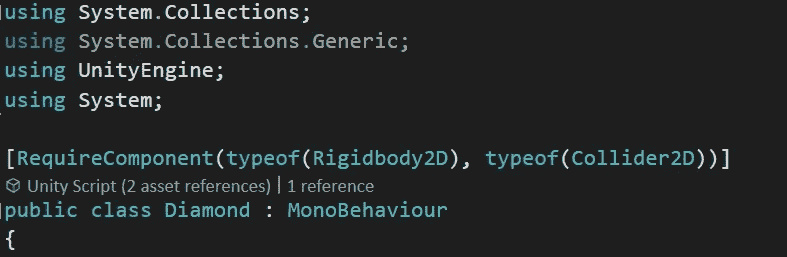 using System.Collections;
using System.Collections.Generic;
using UnityEngine;
using System;
[RequireComponent(typeof(Rigidbody2D), typeof(Collider2D))]
Unity Script (2 asset references) | 1 reference
public class Diamond : MonoBehaviour
{